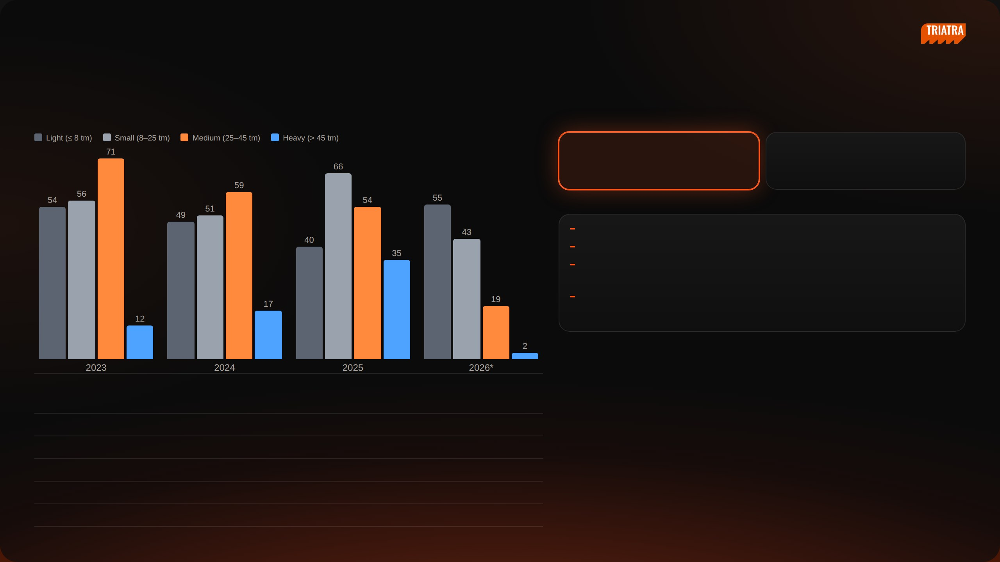 TRIATRA
Light (≤ 8 tm) Small (8–25 tm) Medium (25–45 tm) Heavy (> 45 tm)
54 56 71 12
49 51 59 17
40 66 54 35
55 43 19 2
2023 2024 2025 2026*